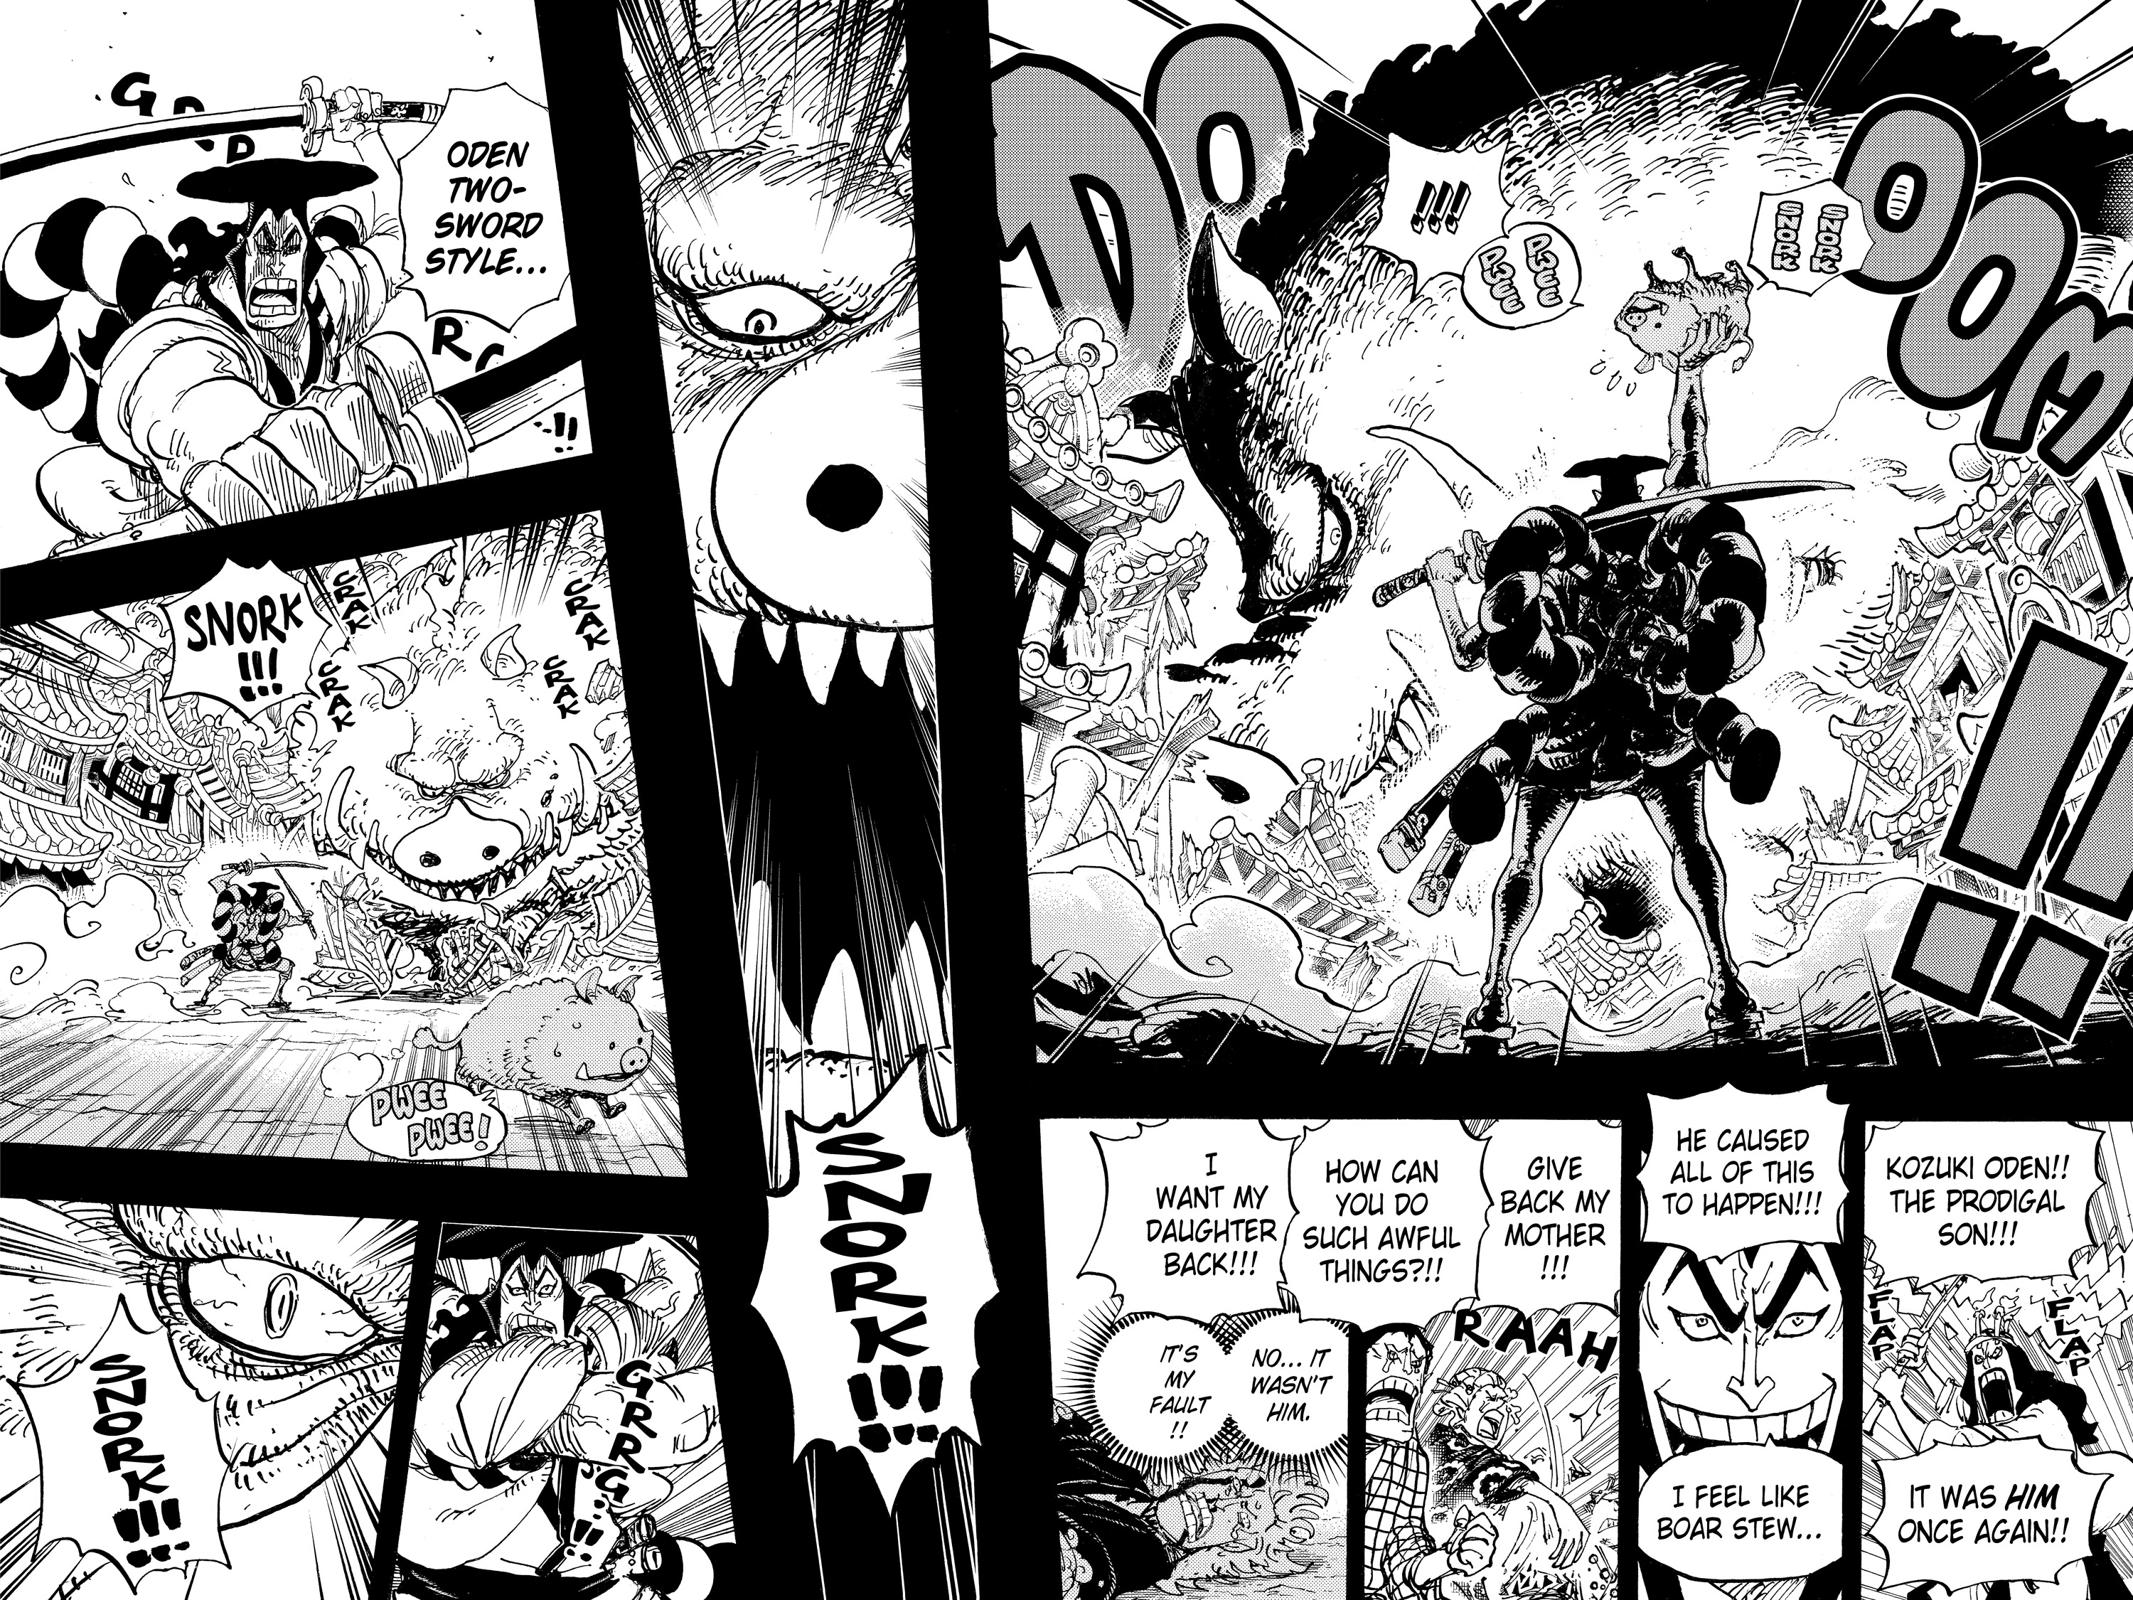 DOOOM!!
!!!
PWEE
PWEE
SNORK
SNORK
KOZUKI ODEN!!
THE PRODIGAL
SON!!!
FLAP
FLAP
IT WAS HIM
ONCE AGAIN!!
HE CAUSED
ALL OF THIS
TO HAPPEN!!!
I FEEL LIKE
BOAR STEW...
GIVE
BACK MY
MOTHER
!!!
HOW CAN
YOU DO
SUCH AWFUL
THINGS?!!
RAAH
I
WANT MY
DAUGHTER
BACK!!!
NO... IT
WASN'T
HIM.
IT'S
MY
FAULT
!!
SNORK!!!
ODEN
TWO-
SWORD
STYLE...
!!
SNORK
!!!
CRAK
CRAK
CRAK
CRAK
PWEE
PWEE!
GRRG..!!
SNORK!!!